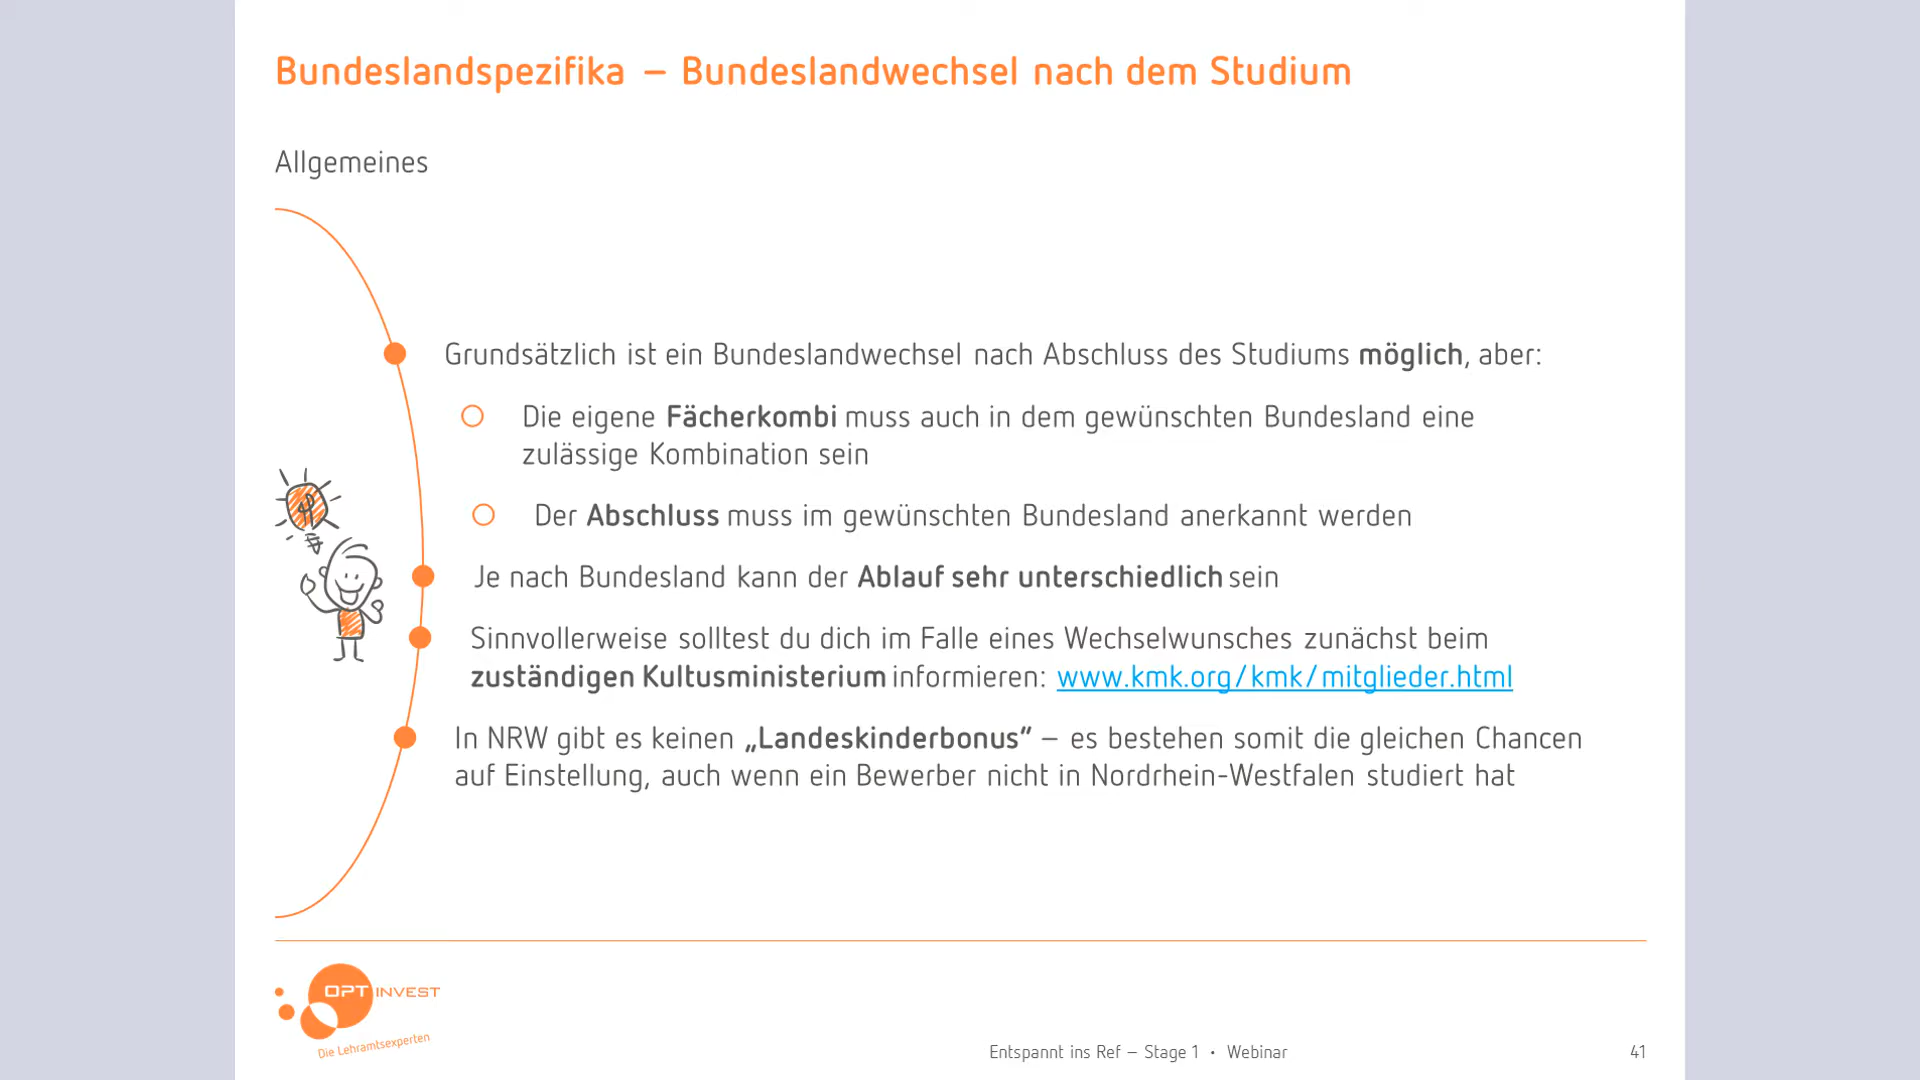 Bundeslandspezifika – Bundeslandwechsel nach dem Studium
Allgemeines
Grundsätzlich ist ein Bundeslandwechsel nach Abschluss des Studiums möglich, aber:
Die eigene Fächerkombi muss auch in dem gewünschten Bundesland eine
zulässige Kombination sein
Der Abschluss muss im gewünschten Bundesland anerkannt werden
Je nach Bundesland kann der Ablauf sehr unterschiedlich sein
Sinnvollerweise solltest du dich im Falle eines Wechselwunsches zunächst beim
zuständigen Kultusministerium informieren: www.kmk.org/kmk/mitglieder.html
In NRW gibt es keinen „Landeskinderbonus” – es bestehen somit die gleichen Chancen
auf Einstellung, auch wenn ein Bewerber nicht in Nordrhein-Westfalen studiert hat
OPTINVEST
Die Lehramtsexperten
Entspannt ins Ref – Stage 1 • Webinar
41